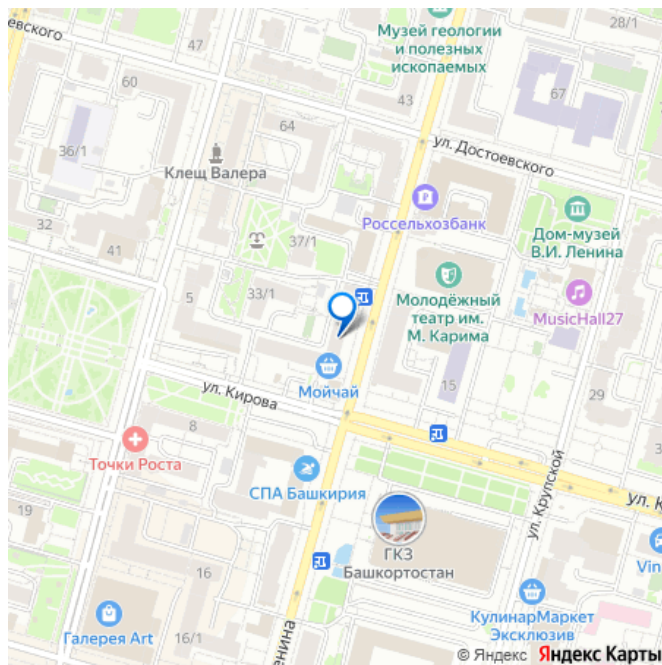 евского
47
Музей геологии
и полезных
ископаемых
28/1
60
43
67
64
36/1
ул. Достоевского
Клещ Валера
Россельхозбанк
32
41
37/1
Дом-музей
В.И. Ленина
5
33/1
Молодёжный
театр им.
М. Карима
MusicHall27
Мойчай
15
29
ул. Кирова
8
Точки Роста
СПА Башкирия
ул. Крупской
ул. К
19
ГКЗ
Башкортостан
Vin
16
КулинарМаркет
Эксклюзив
Галерея Art
16/1
енина
© Яндекс Яндекс Карты